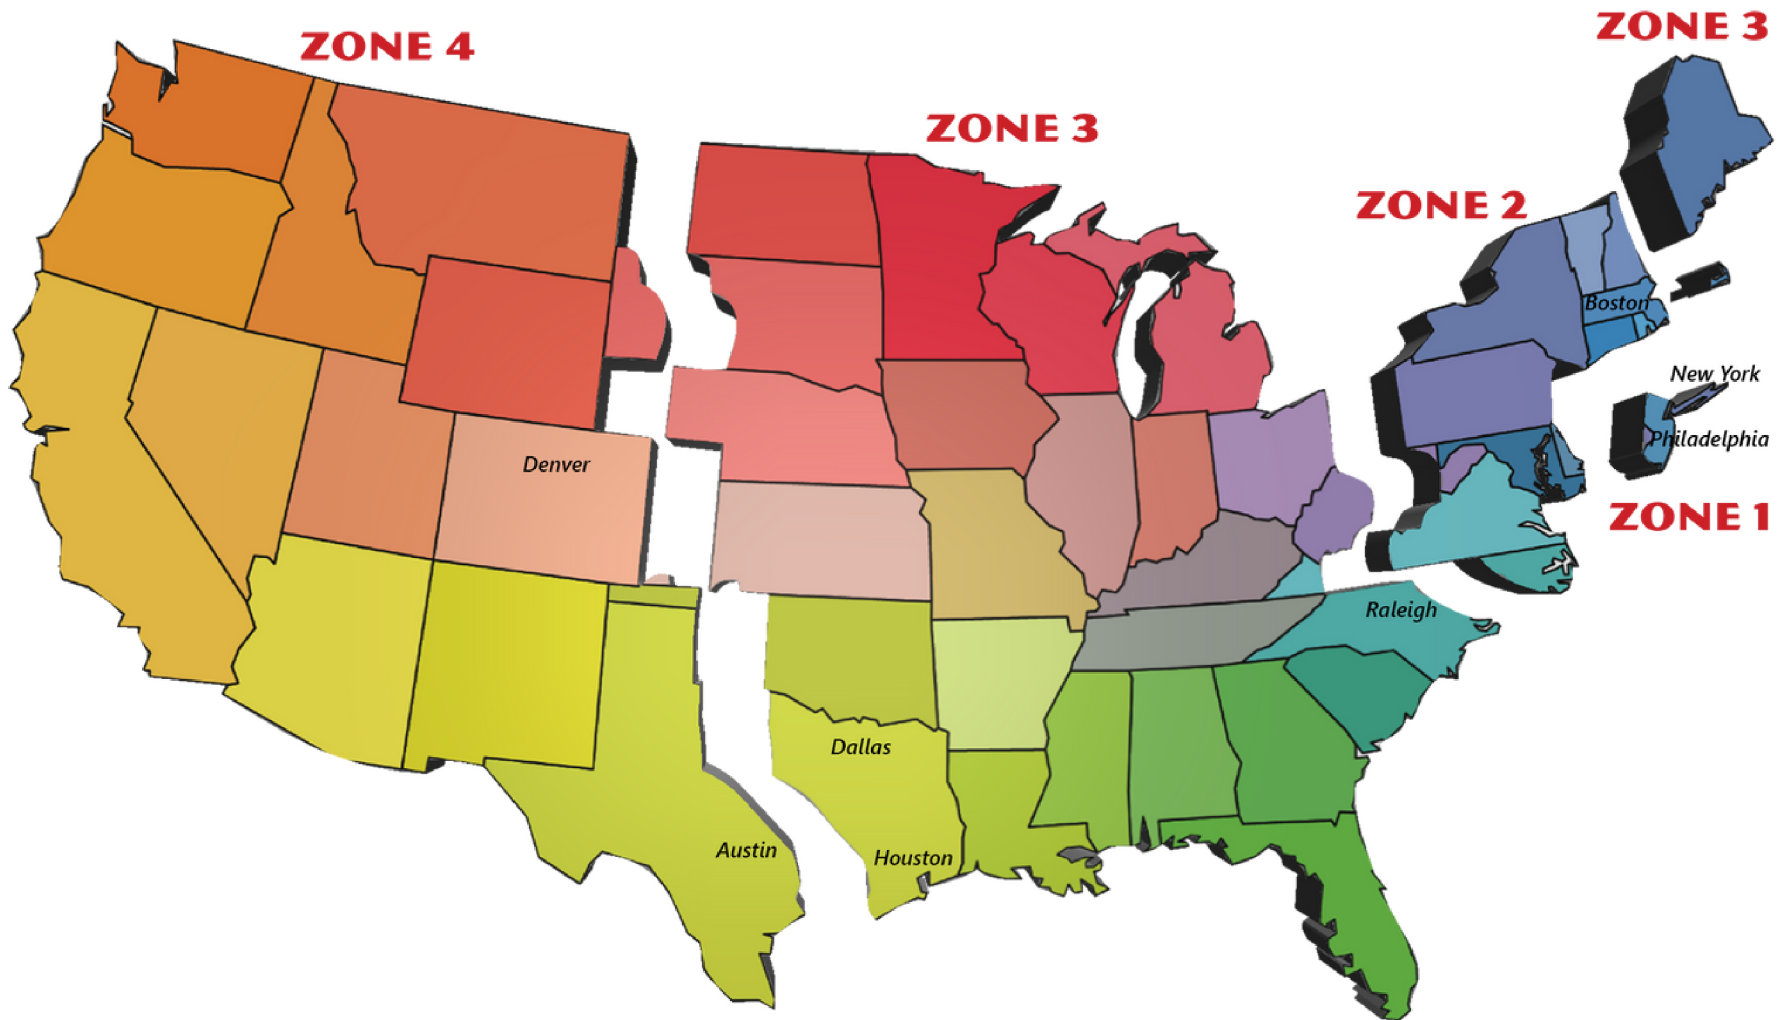 ZONE 3
ZONE 4
ZONE 3
ZONE 2
Boston
New York
Philadelphia
Denver
ZONE 1
Raleigh
Dallas
Austin
Houston